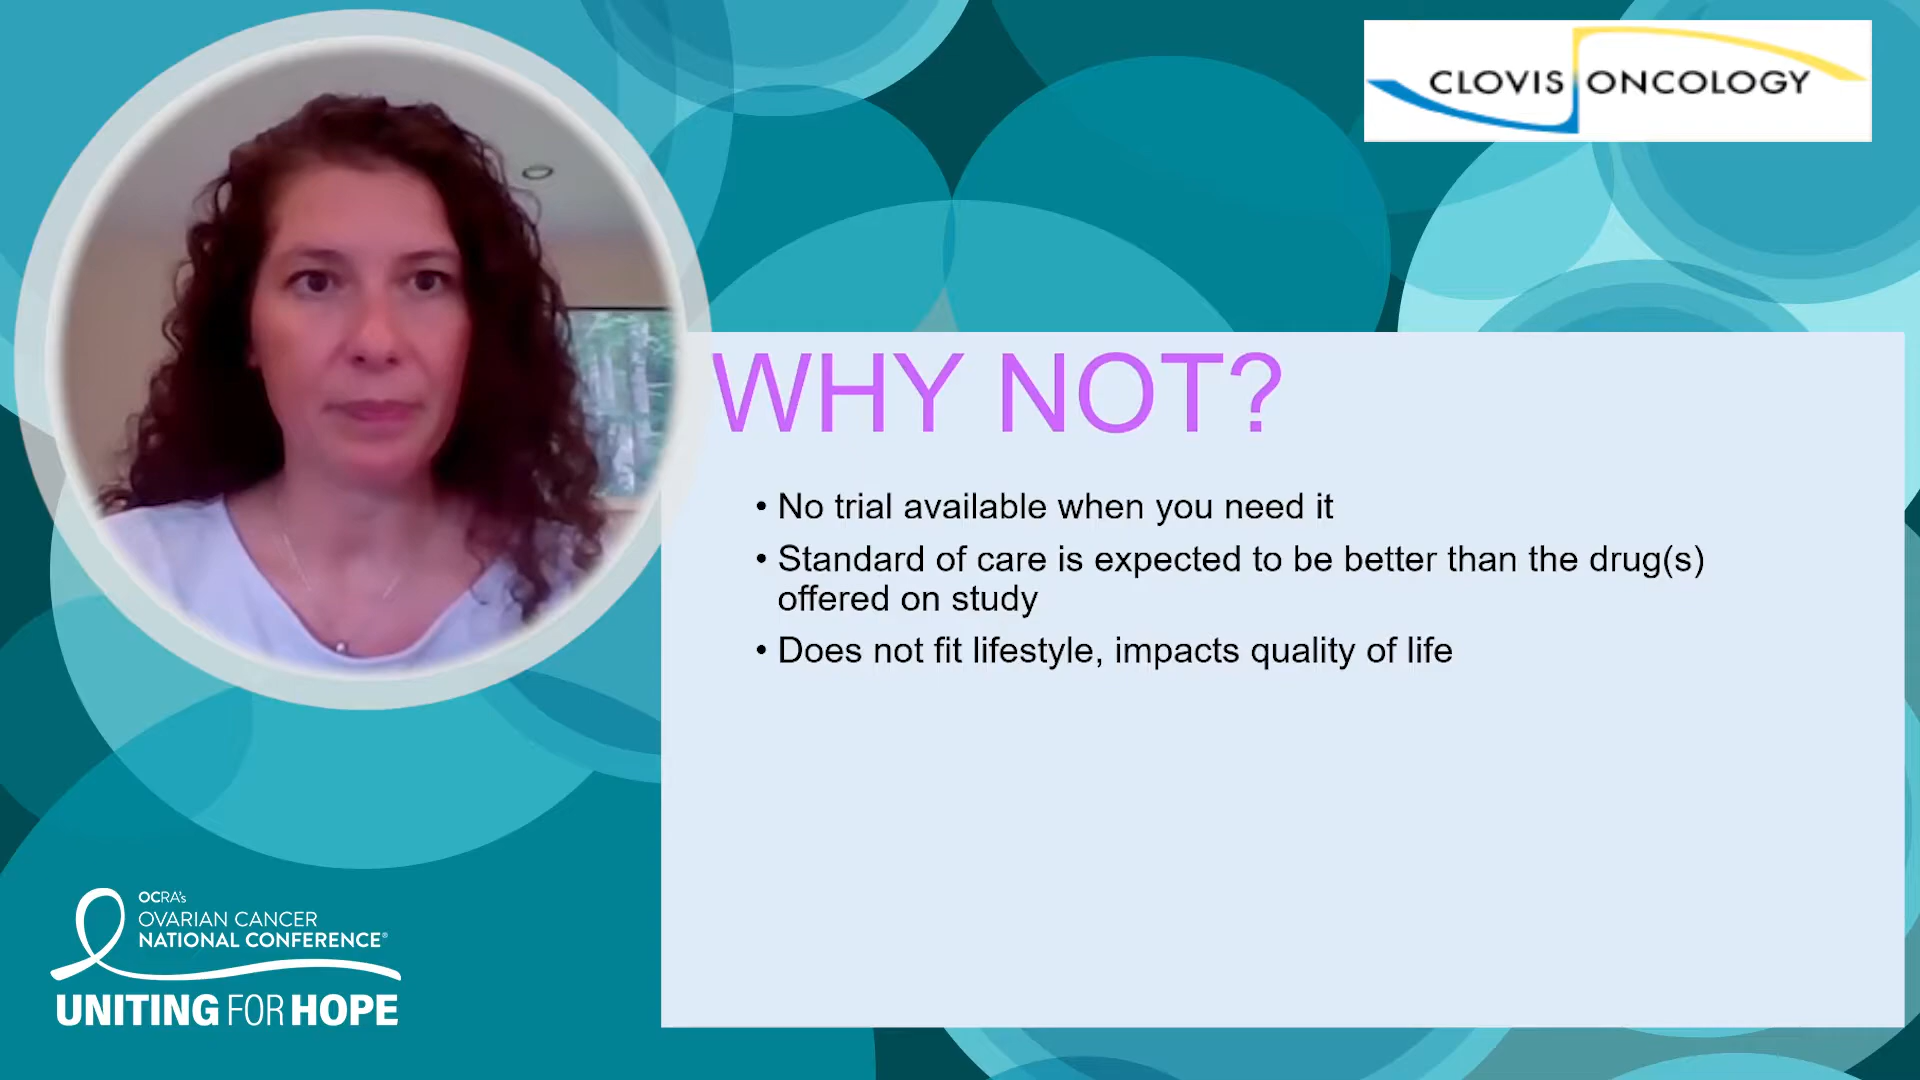 CLOVIS ONCOLOGY
WHY NOT?
• No trial available when you need it
• Standard of care is expected to be better than the drug(s)
offered on study
• Does not fit lifestyle, impacts quality of life
OCRA's
OVARIAN CANCER
NATIONAL CONFERENCE®
UNITING FOR HOPE